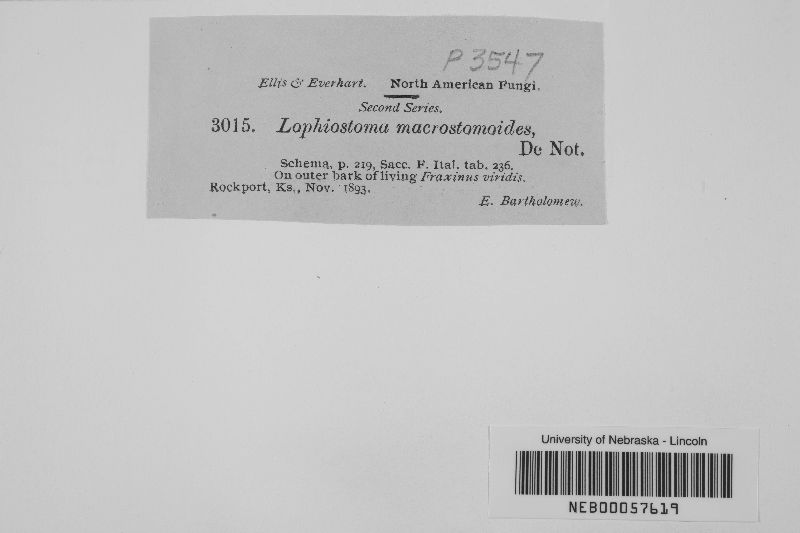 P 3547
Ellis & Everhart. North American Fungi.
Second Series.
3015. Lophiostoma macrostomoides,
De Not.
Schema, p. 219, Sacc. F. Ital. tab. 236.
On outer bark of living Fraxinus viridis.
Rockport, Ks., Nov. 1893.
E. Bartholomew.
University of Nebraska - Lincoln
NEB00057619